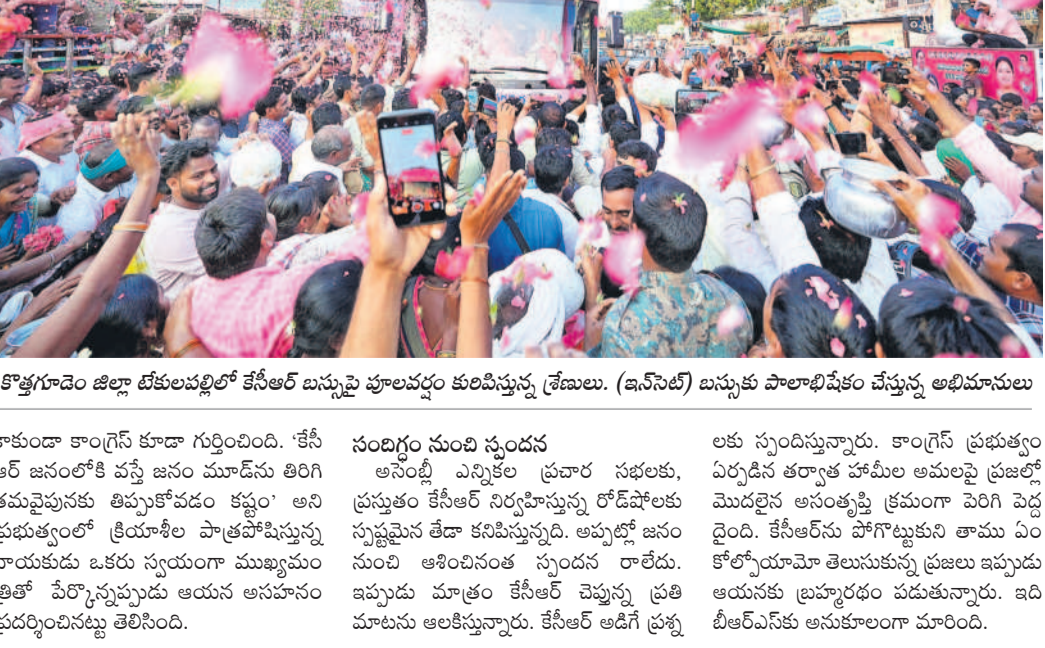 కొత్తగూడెం జిల్లా టేకులపల్లిలో కేసీఆర్ బస్సుపై పూలవర్షం కురిపిస్తున్న శ్రేణులు. (ఇన్‌సెట్) బస్సుకు పాలాభిషేకం చేస్తున్న అభిమానులు
కాకుండా కాంగ్రెస్ కూడా గుర్తించింది. ‘కేసీ
ఆర్ జనంలోకి వస్తే జనం మూడ్‌ను తిరిగి
తమవైపునకు తిప్పుకోవడం కష్టం’ అని
ప్రభుత్వంలో క్రియాశీల పాత్రపోషిస్తున్న
నాయకుడు ఒకరు స్వయంగా ముఖ్యమం
త్రితో పేర్కొన్నప్పుడు ఆయన అసహనం
ప్రదర్శించినట్టు తెలిసింది.
సందిగ్ధం నుంచి స్పందన
అసెంబ్లీ ఎన్నికల ప్రచార సభలకు,
ప్రస్తుతం కేసీఆర్ నిర్వహిస్తున్న రోడ్‌షోలకు
స్పష్టమైన తేడా కనిపిస్తున్నది. అప్పట్లో జనం
నుంచి ఆశించినంత స్పందన రాలేదు.
ఇప్పుడు మాత్రం కేసీఆర్ చెప్తున్న ప్రతి
మాటను ఆలకిస్తున్నారు. కేసీఆర్ అడిగే ప్రశ్న
లకు స్పందిస్తున్నారు. కాంగ్రెస్ ప్రభుత్వం
ఏర్పడిన తర్వాత హామీల అమలపై ప్రజల్లో
మొదలైన అసంతృప్తి క్రమంగా పెరిగి పెద్ద
దైంది. కేసీఆర్‌ను పోగొట్టుకుని తాము ఏం
కోల్పోయామో తెలుసుకున్న ప్రజలు ఇప్పుడు
ఆయనకు బ్రహ్మరథం పడుతున్నారు. ఇది
బీఆర్ఎస్‌కు అనుకూలంగా మారింది.